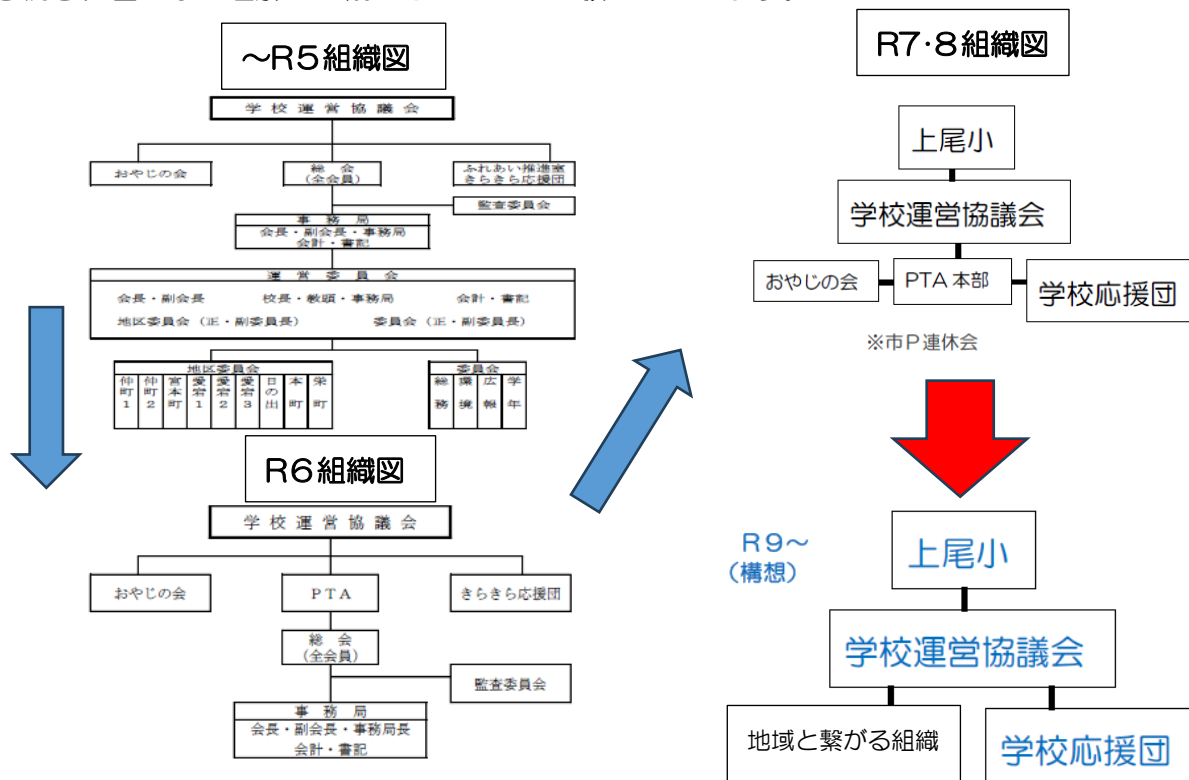 ~R5組織図
学校運営協議会
おやじの会
総会
(全会員)
ふれあい推進室
きらきら応援団
監査委員会
事務局
会長・副会長・事務局
会計・書記
運営委員会
会長・副会長 校長・教頭・事務局 会計・書記
地区委員会(正・副委員長) 委員会(正・副委員長)
地区委員会
仲町1
仲町2
宮本町
愛宕1
愛宕2
愛宕3
日の出
本町
栄町
委員会
総務
環境
広報
学年
R6組織図
学校運営協議会
おやじの会
PTA
きらきら応援団
総会
(全会員)
監査委員会
事務局
会長・副会長・事務局長
会計・書記
R7・8組織図
上尾小
学校運営協議会
おやじの会
PTA本部
学校応援団
※市P連休会
R9~
(構想)
上尾小
学校運営協議会
地域と繋がる組織
学校応援団